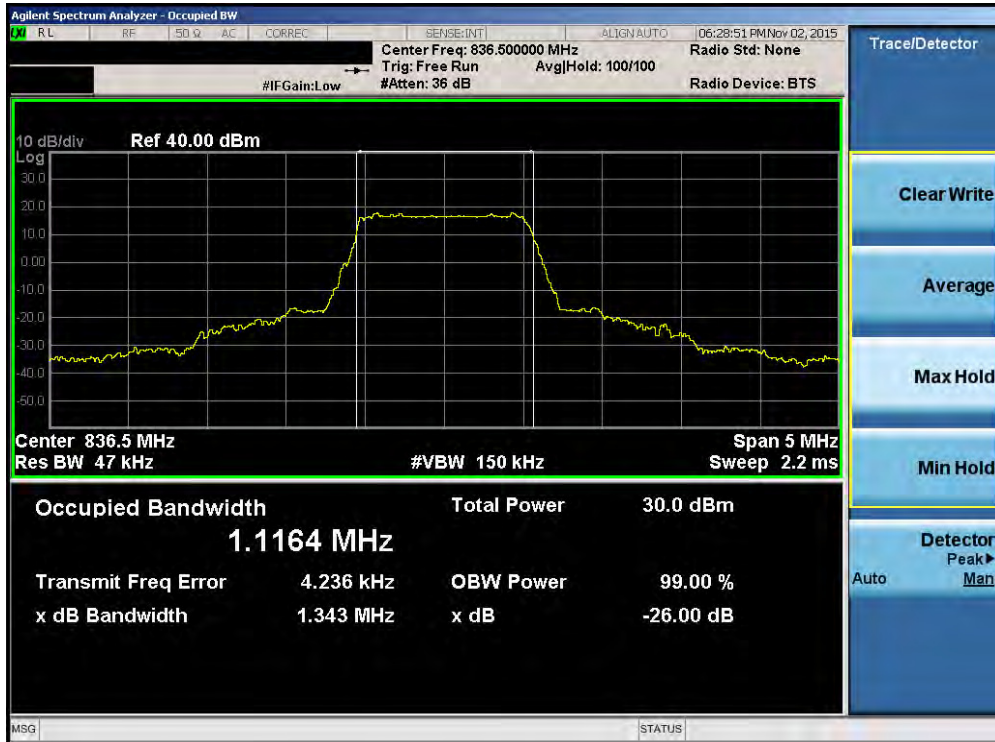 Agilent Spectrum Analyzer - Occupied BW
LXI RL RF 50 Ω AC CORREC SENSE:INT ALIGN AUTO 06:28:51 PM Nov 02, 2015
Center Freq: 836.500000 MHz Radio Std: None
Trig: Free Run Avg|Hold: 100/100
#IFGain:Low #Atten: 36 dB Radio Device: BTS
10 dB/div Ref 40.00 dBm
Log
30.0
20.0
10.0
0.00
-10.0
-20.0
-30.0
-40.0
-50.0
Center 836.5 MHz Span 5 MHz
Res BW 47 kHz #VBW 150 kHz Sweep 2.2 ms
Occupied Bandwidth Total Power 30.0 dBm
1.1164 MHz
Transmit Freq Error 4.236 kHz OBW Power 99.00 %
x dB Bandwidth 1.343 MHz x dB -26.00 dB
MSG STATUS
Trace/Detector
Clear Write
Average
Max Hold
Min Hold
Detector
Peak▶
Auto Man